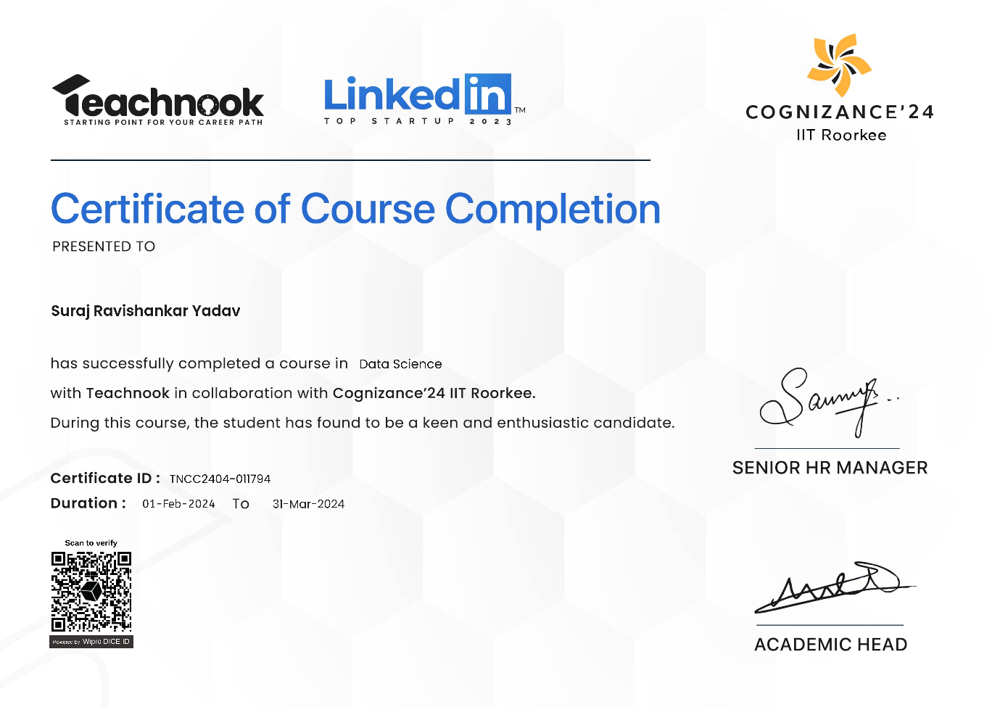 Teachnook
STARTING POINT FOR YOUR CAREER PATH
Linked in ™
TOP STARTUP 2023
COGNIZANCE'24
IIT Roorkee
Certificate of Course Completion
PRESENTED TO
Suraj Ravishankar Yadav
has successfully completed a course in Data Science
with Teachnook in collaboration with Cognizance'24 IIT Roorkee.
During this course, the student has found to be a keen and enthusiastic candidate.
SENIOR HR MANAGER
Certificate ID : TNCC2404-011794
Duration : 01-Feb-2024 To 31-Mar-2024
Scan to verify
Powered by Wipro DICE ID
ACADEMIC HEAD